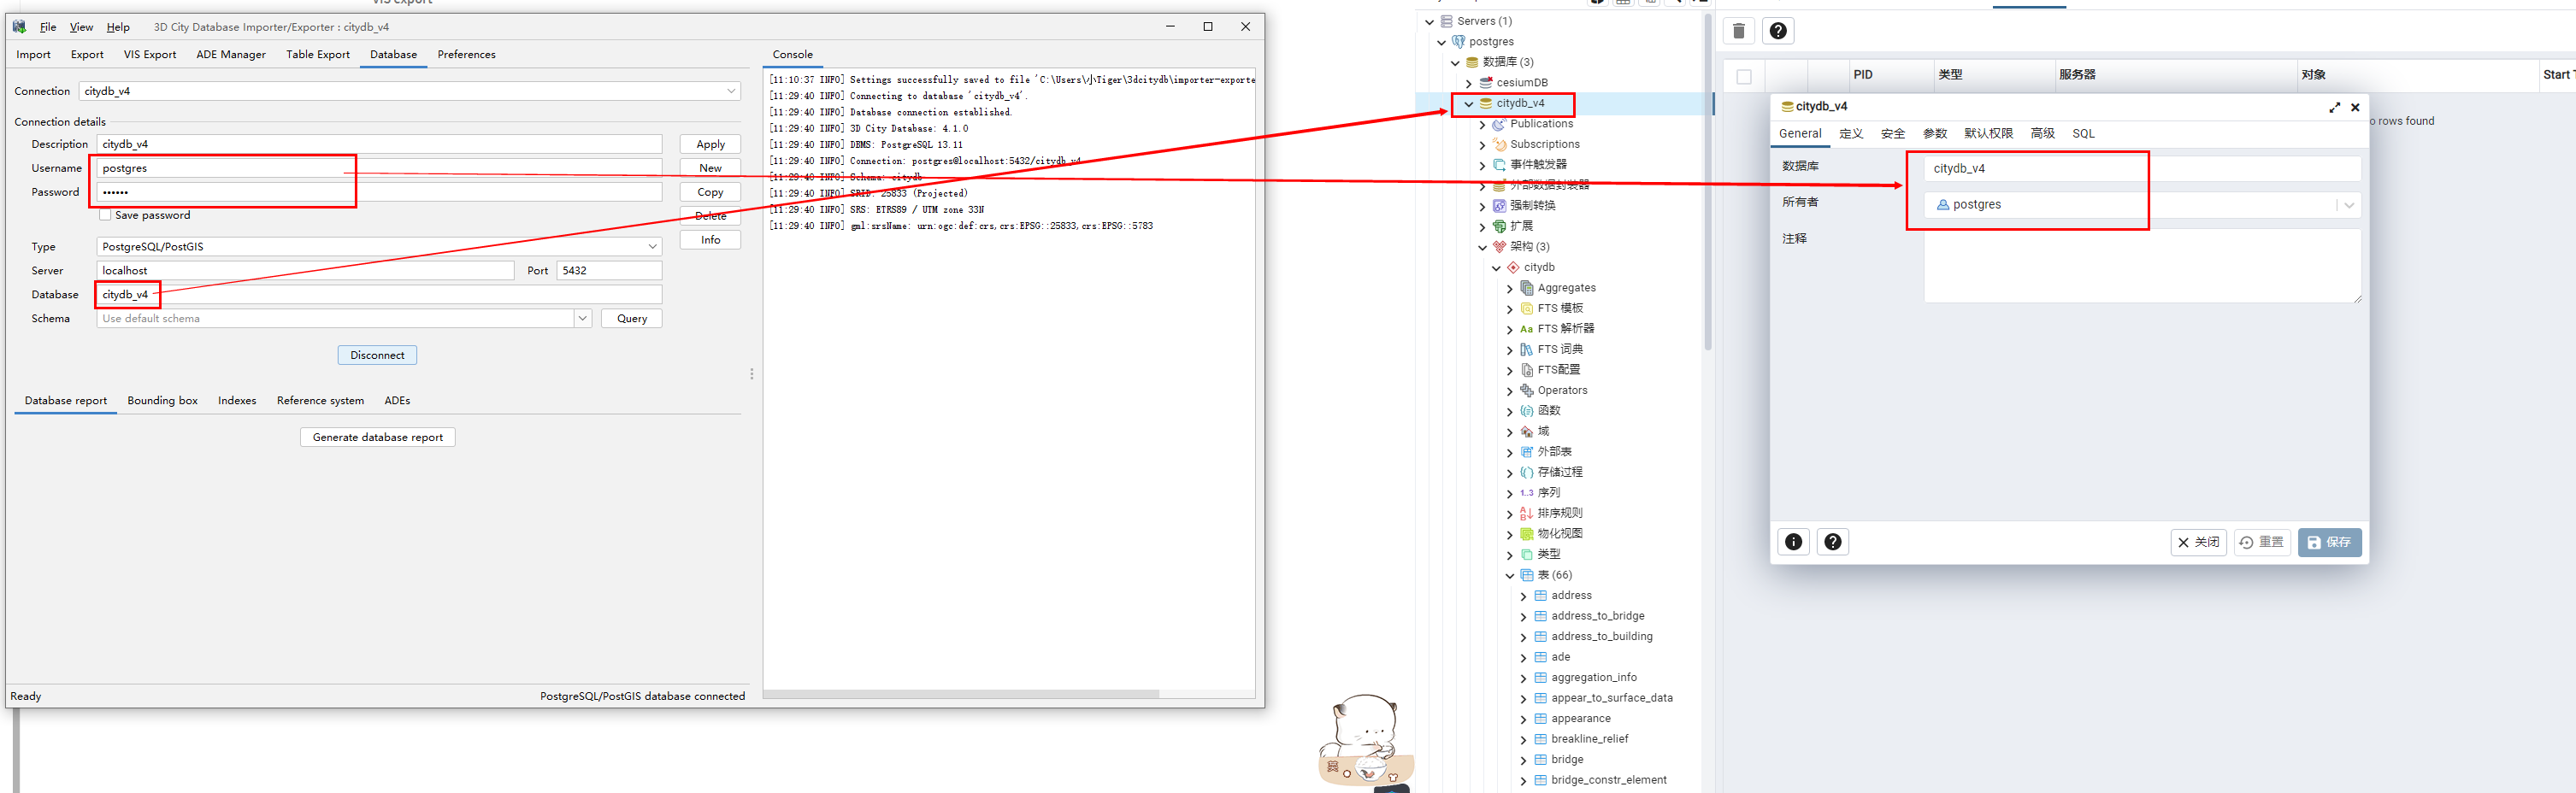 VIS export
3D City Database Importer/Exporter : citydb_v4
File View Help
Import Export VIS Export ADE Manager Table Export Database Preferences
Connection citydb_v4
Connection details
Description citydb_v4 Apply
Username postgres New
Password •••••• Copy
Save password Delete
Type PostgreSQL/PostGIS Info
Server localhost Port 5432
Database citydb_v4
Schema Use default schema Query
Disconnect
Database report Bounding box Indexes Reference system ADEs
Generate database report
Ready PostgreSQL/PostGIS database connected
Console
[11:10:37 INFO] Settings successfully saved to file 'C:\Users\小Tiger\3dcitydb\importer-exporte
[11:29:40 INFO] Connecting to database 'citydb_v4'.
[11:29:40 INFO] Database connection established.
[11:29:40 INFO] 3D City Database: 4.1.0
[11:29:40 INFO] DBMS: PostgreSQL 13.11
[11:29:40 INFO] Connection: postgres@localhost:5432/citydb_v4
[11:29:40 INFO] Schema: citydb
[11:29:40 INFO] SRID: 25833 (Projected)
[11:29:40 INFO] SRS: ETRS89 / UTM zone 33N
[11:29:40 INFO] gml:srsName: urn:ogc:def:crs,crs:EPSG::25833,crs:EPSG::5783
Servers (1)
postgres
数据库 (3)
cesiumDB
citydb_v4
Publications
Subscriptions
事件触发器
外部数据封装器
强制转换
扩展
架构 (3)
citydb
Aggregates
FTS 模板
FTS 解析器
FTS 词典
FTS配置
Operators
函数
域
外部表
存储过程
1..3 序列
排序规则
物化视图
类型
表 (66)
address
address_to_bridge
address_to_building
ade
aggregation_info
appear_to_surface_data
appearance
breakline_relief
bridge
bridge_constr_element
PID 类型 服务器 对象 Start T
o rows found
citydb_v4
General 定义 安全 参数 默认权限 高级 SQL
数据库 citydb_v4
所有者 postgres
注释
关闭 重置 保存